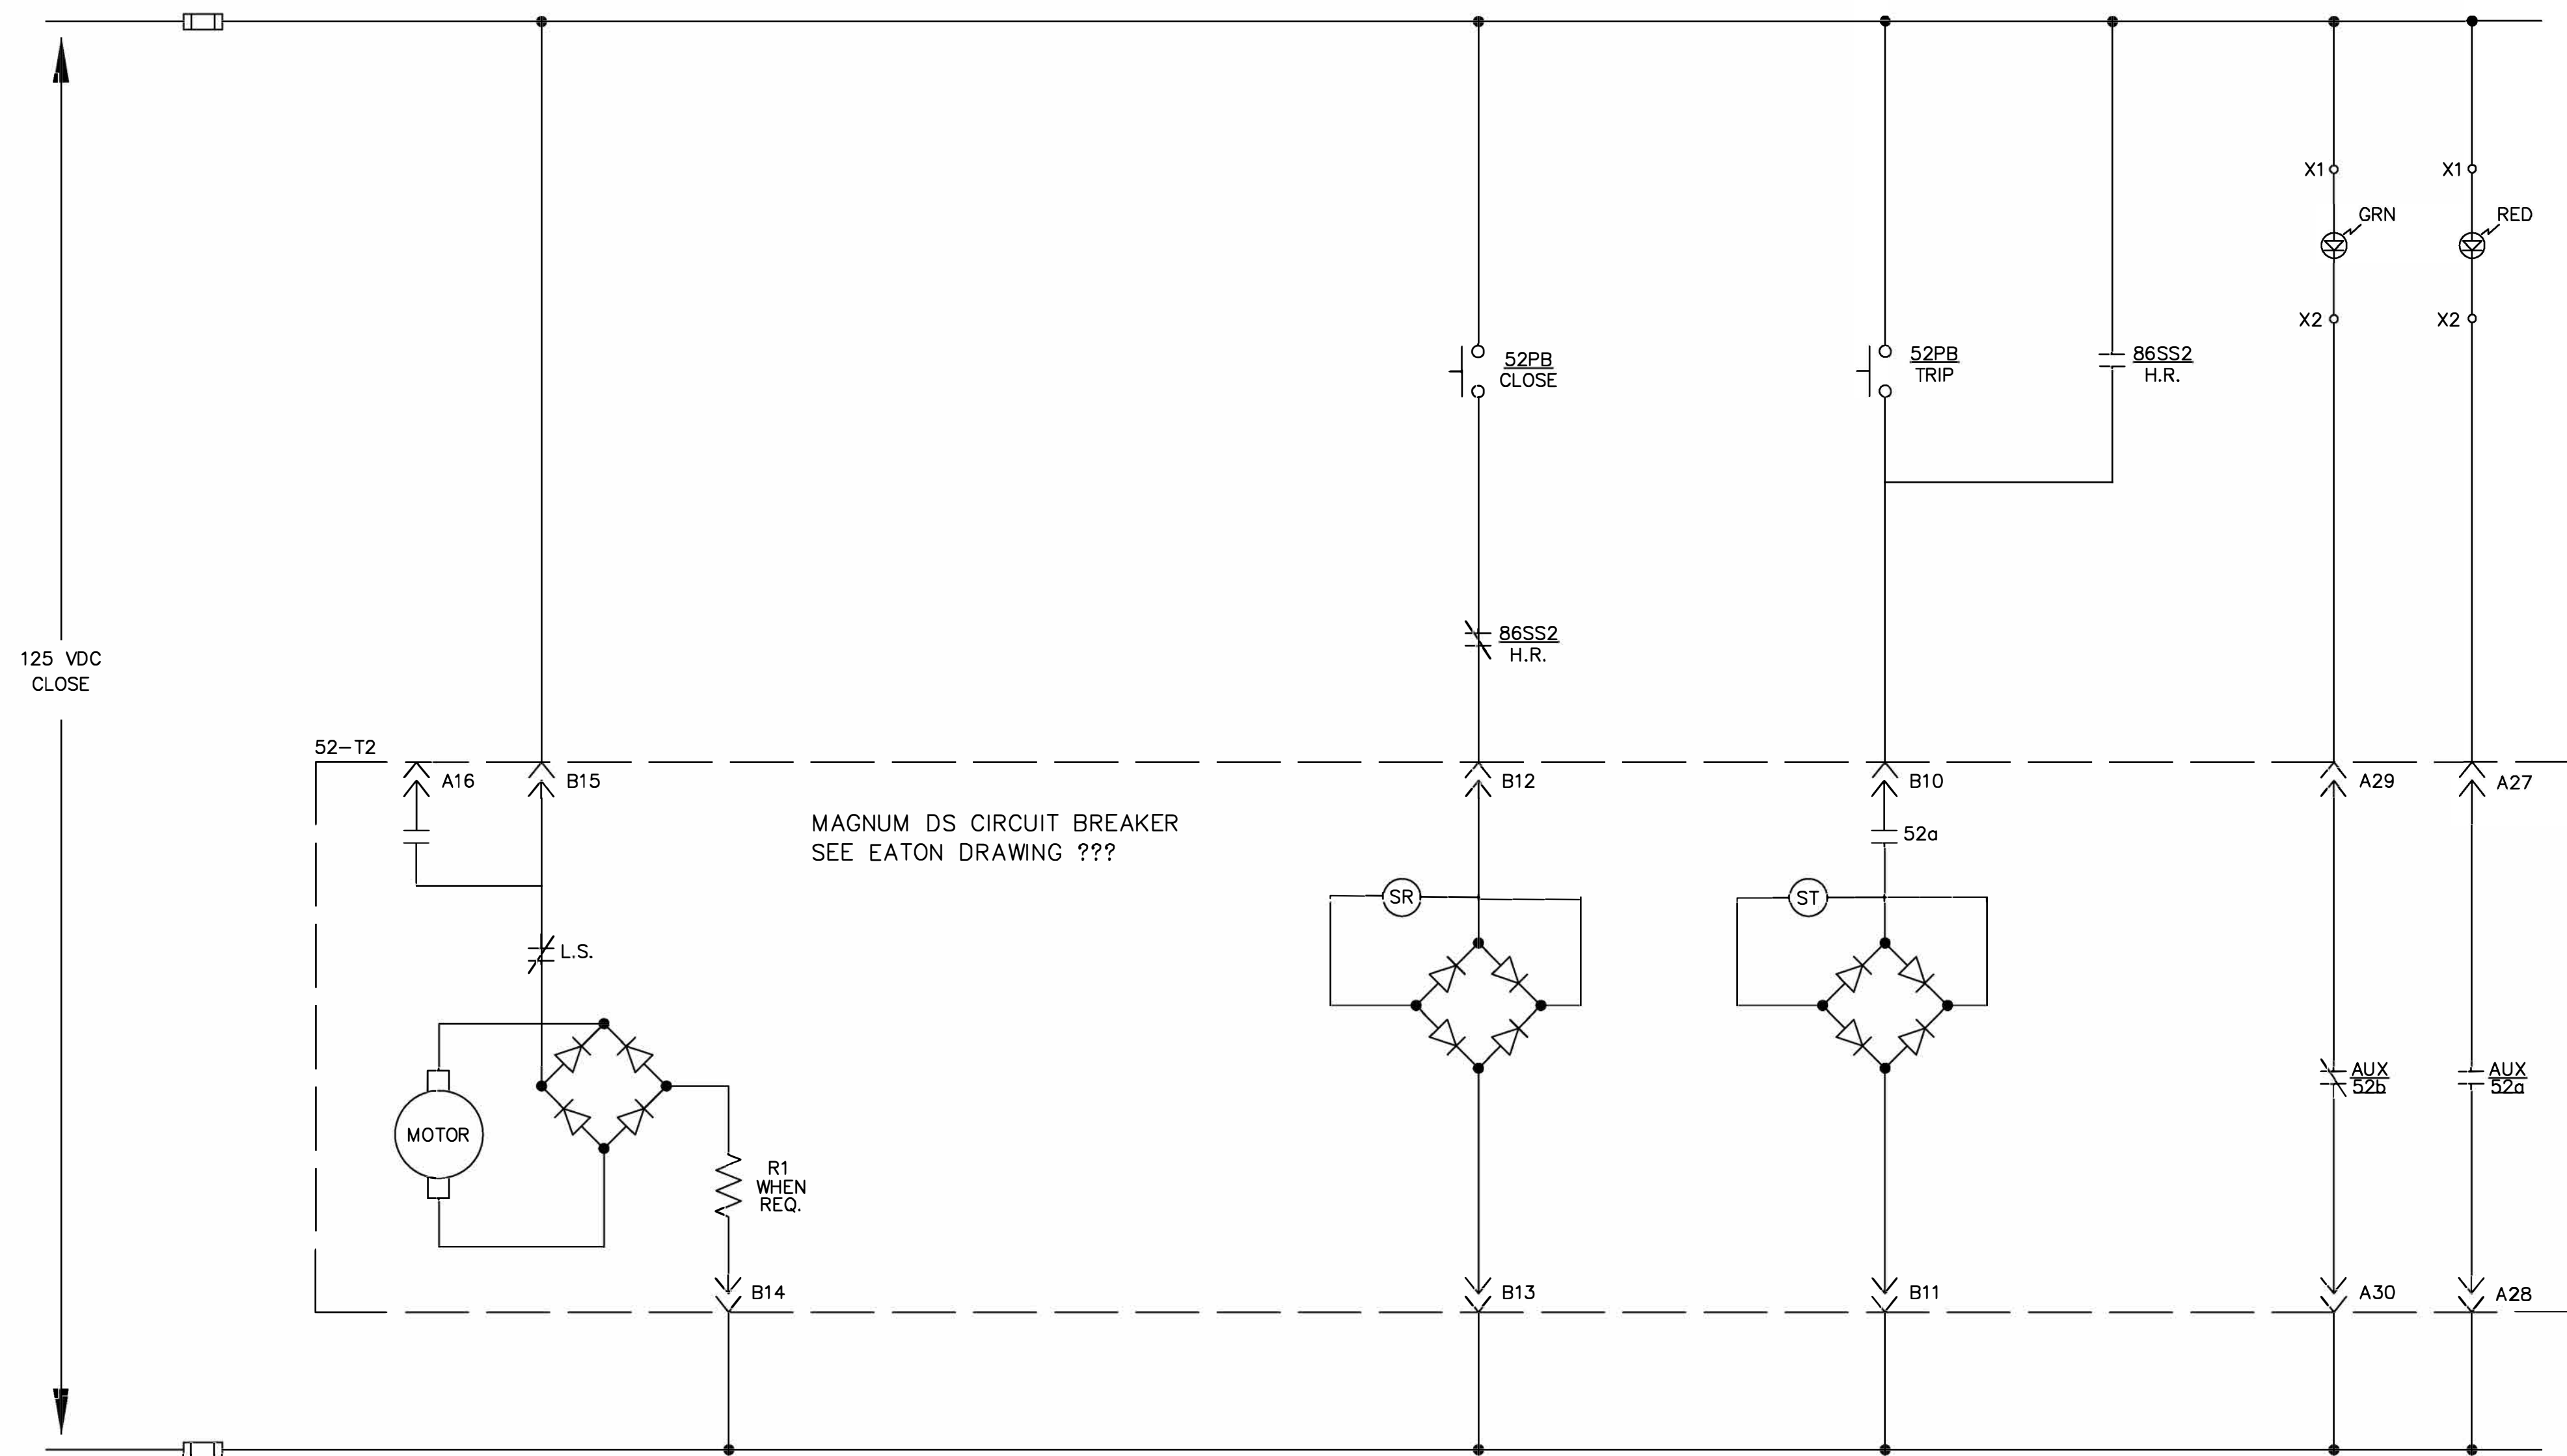 X1
X1
GRN
RED
X2
X2
52PB
CLOSE
52PB
TRIP
86SS2
H.R.
86SS2
H.R.
125 VDC
CLOSE
52-T2
A16
B15
B12
B10
A29
A27
MAGNUM DS CIRCUIT BREAKER
SEE EATON DRAWING ???
52a
SR
ST
L.S.
AUX
52b
AUX
52a
MOTOR
R1
WHEN
REQ.
B14
B13
B11
A30
A28